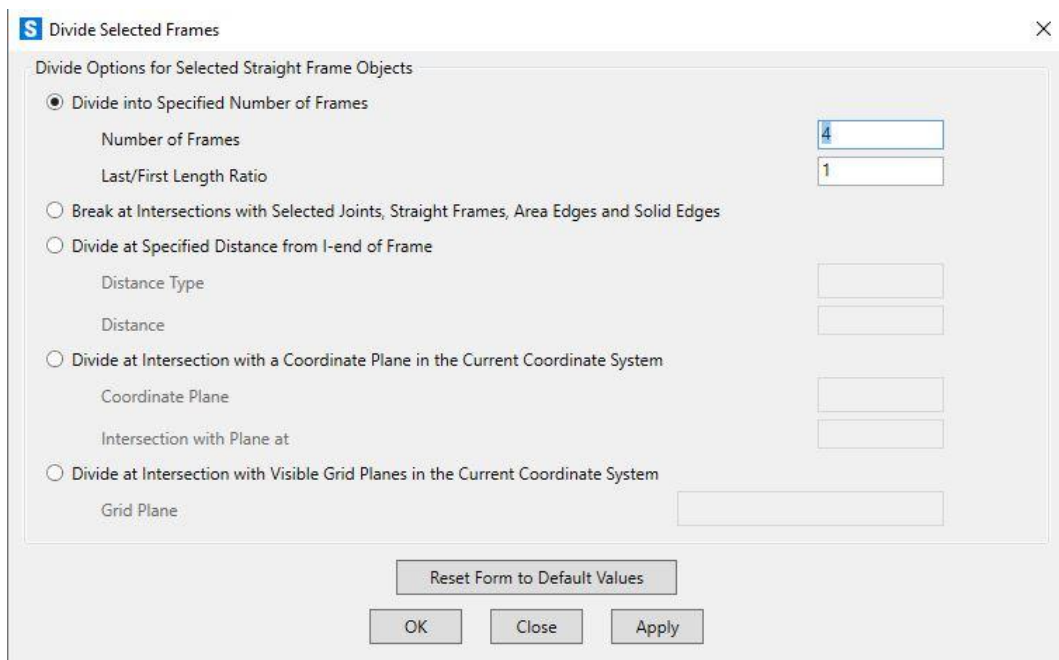 S Divide Selected Frames
Divide Options for Selected Straight Frame Objects
Divide into Specified Number of Frames
Number of Frames 4
Last/First Length Ratio 1
Break at Intersections with Selected Joints, Straight Frames, Area Edges and Solid Edges
Divide at Specified Distance from I-end of Frame
Distance Type
Distance
Divide at Intersection with a Coordinate Plane in the Current Coordinate System
Coordinate Plane
Intersection with Plane at
Divide at Intersection with Visible Grid Planes in the Current Coordinate System
Grid Plane
Reset Form to Default Values
OK Close Apply